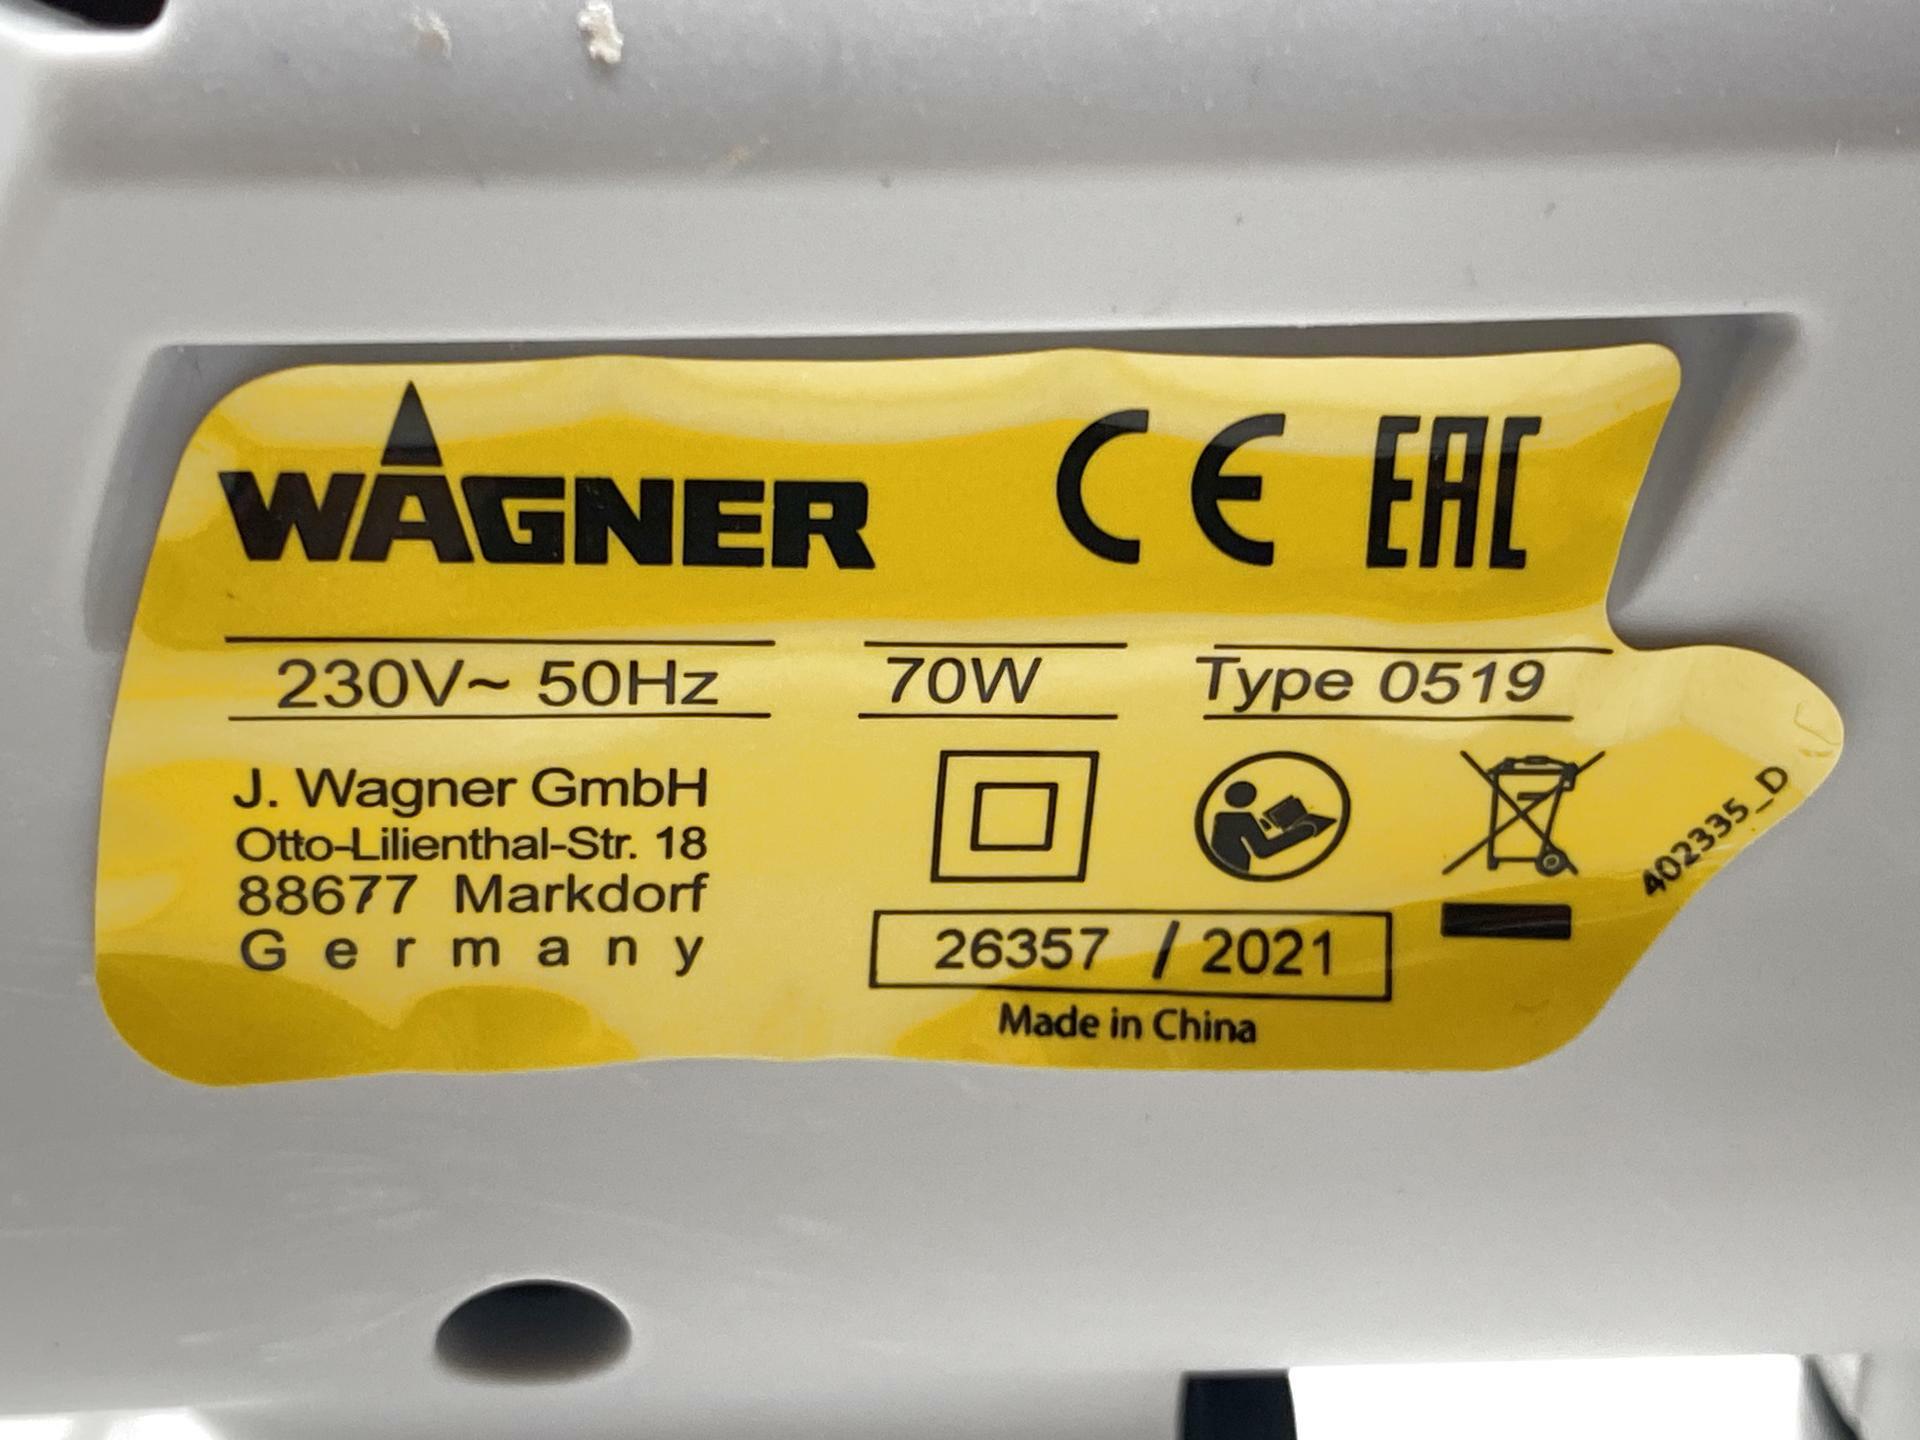 WAGNER CE EAC
230V~ 50Hz 70W Type 0519
J. Wagner GmbH
Otto-Lilienthal-Str. 18
88677 Markdorf
Germany
26357 / 2021
Made in China
402335_D